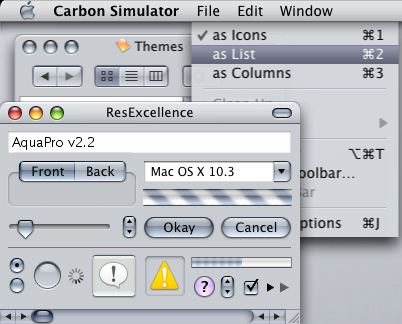 Carbon Simulator File Edit Window
as Icons ⌘1
as List ⌘2
as Columns ⌘3
Clean Up
Themes
ResExcellence
AquaPro v2.2
Front Back
Mac OS X 10.3
Okay Cancel
⌥⌘T
oolbar...
bar
ptions ⌘J